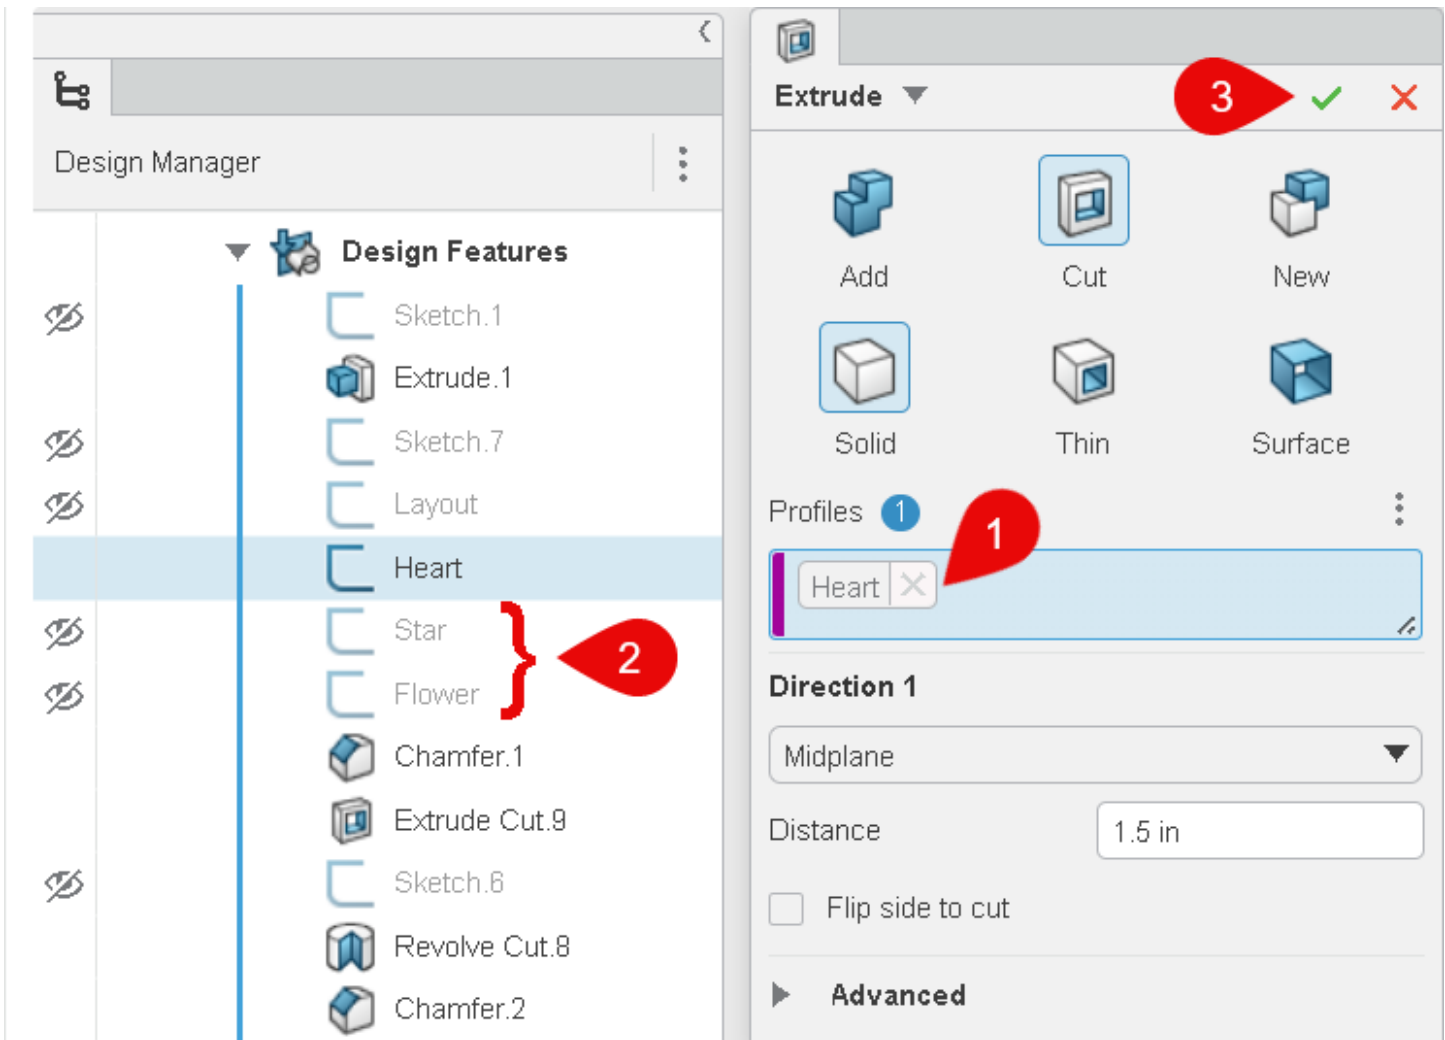 Design Manager
Design Features
Sketch.1
Extrude.1
Sketch.7
Layout
Heart
Star
Flower
2
Chamfer.1
Extrude Cut.9
Sketch.6
Revolve Cut.8
Chamfer.2
Extrude
3
Add
Cut
New
Solid
Thin
Surface
Profiles 1
1
Heart
Direction 1
Midplane
Distance 1.5 in
Flip side to cut
Advanced